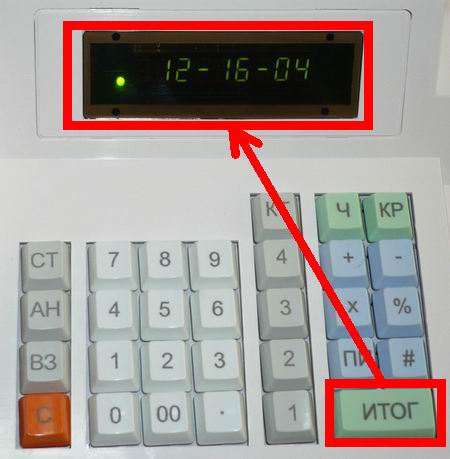 12-16-04
КГ Ч КР
СТ 7 8 9 4 + -
АН 4 5 6 3 X %
ВЗ 1 2 3 2 ПИ #
С 0 00 · 1 ИТОГ